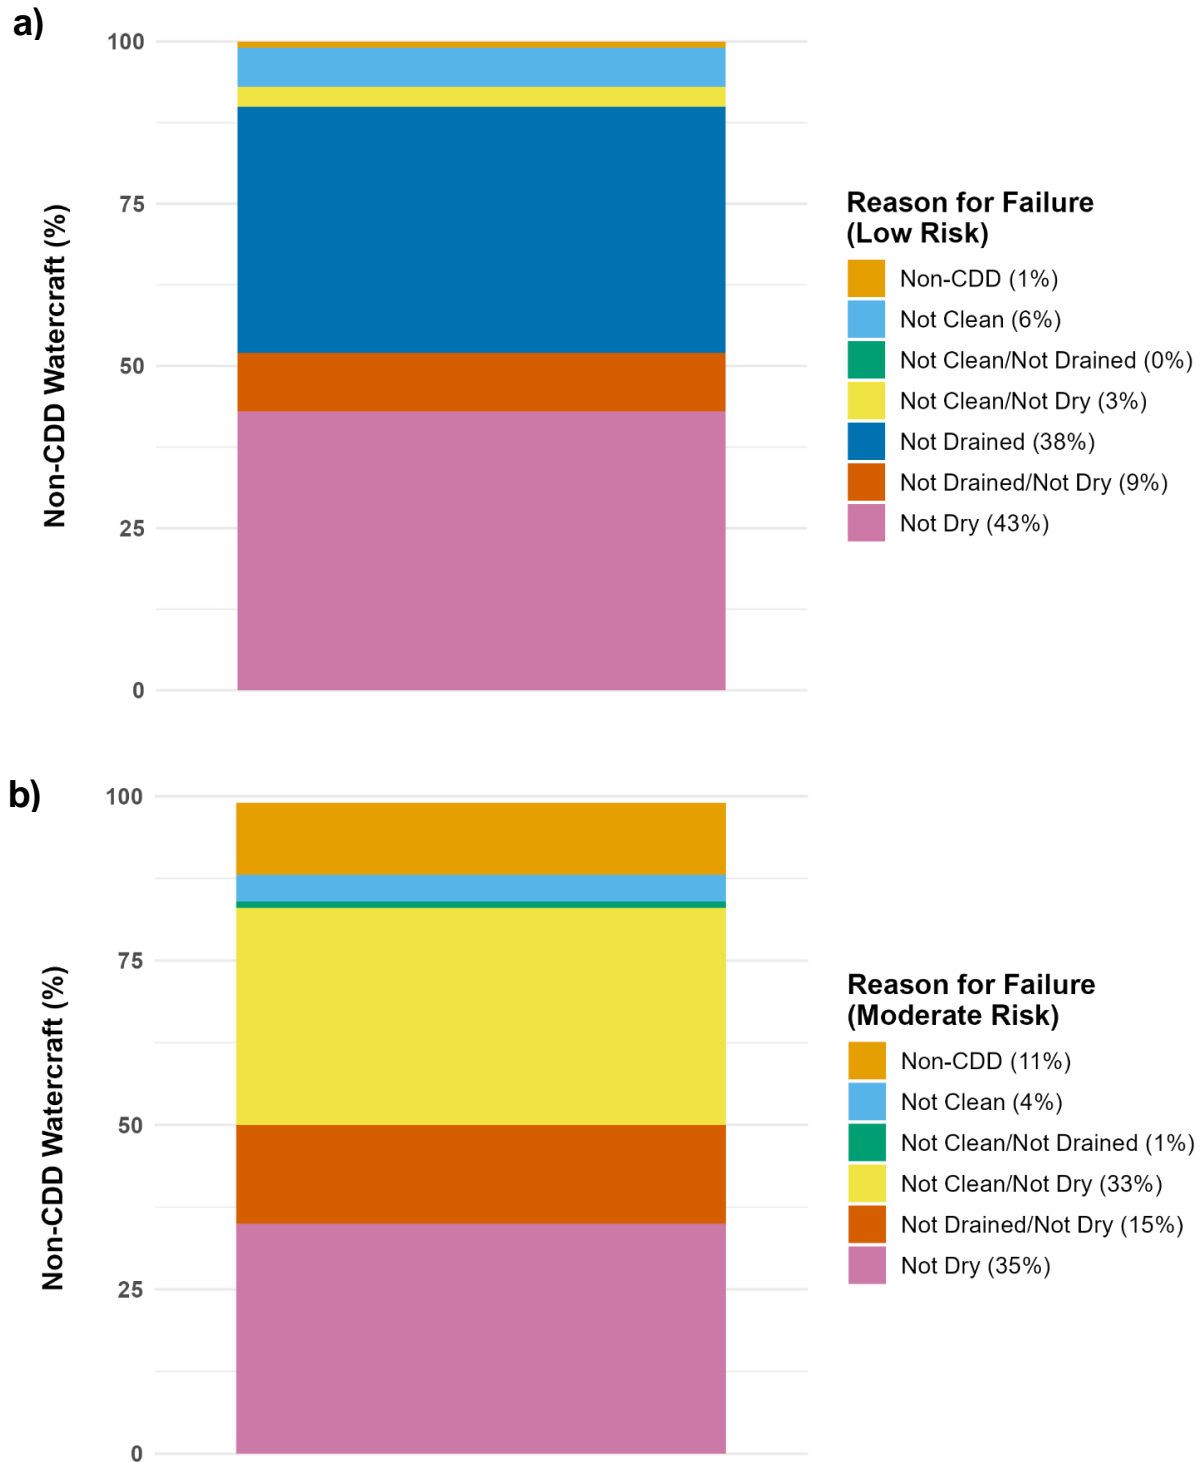 a)
100
75
50
25
0
Non-CDD Watercraft (%)
Reason for Failure
(Low Risk)
Non-CDD (1%)
Not Clean (6%)
Not Clean/Not Drained (0%)
Not Clean/Not Dry (3%)
Not Drained (38%)
Not Drained/Not Dry (9%)
Not Dry (43%)
b)
100
75
50
25
0
Non-CDD Watercraft (%)
Reason for Failure
(Moderate Risk)
Non-CDD (11%)
Not Clean (4%)
Not Clean/Not Drained (1%)
Not Clean/Not Dry (33%)
Not Drained/Not Dry (15%)
Not Dry (35%)